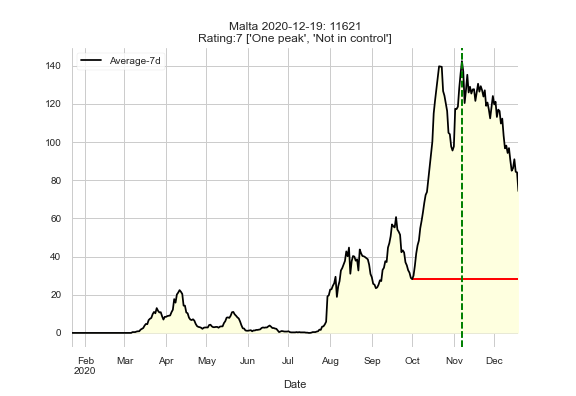 Malta 2020-12-19: 11621
Rating:7 ['One peak', 'Not in control']
Average-7d
140
120
100
80
60
40
20
0
Feb Mar Apr May Jun Jul Aug Sep Oct Nov Dec
2020
Date